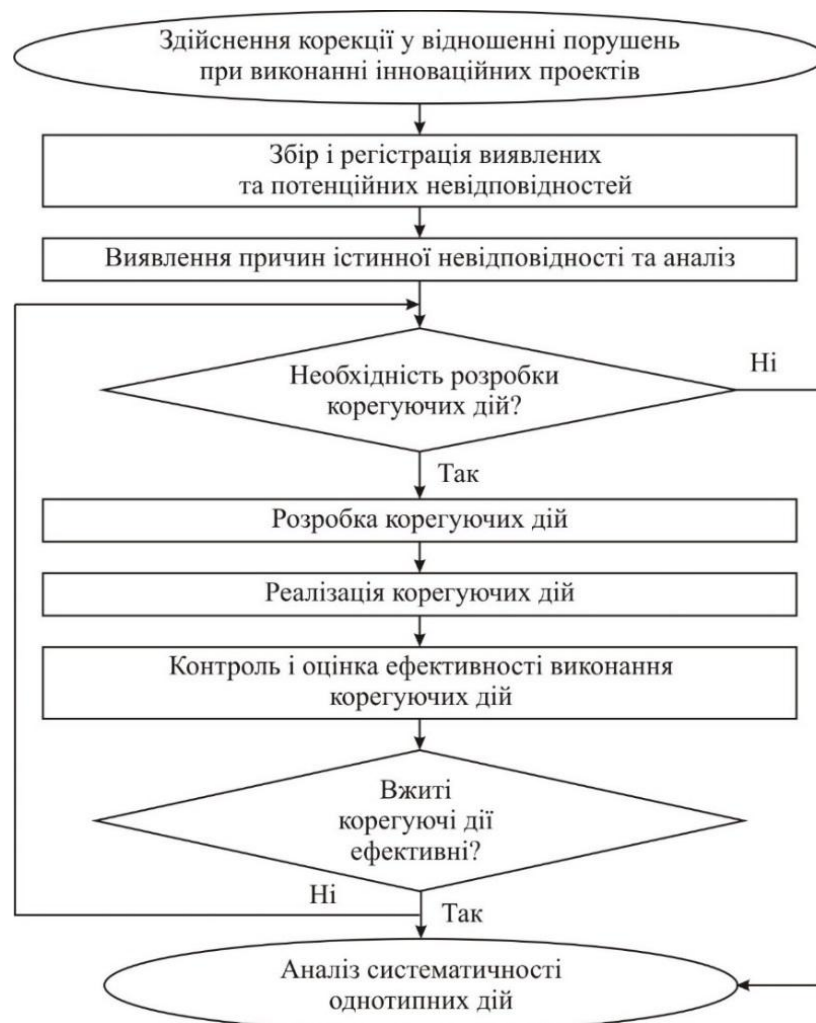 Здійснення корекції у відношенні порушень
при виконанні інноваційних проектів
Збір і регістрація виявлених
та потенційних невідповідностей
Виявлення причин істинної невідповідності та аналіз
Необхідність розробки
корегуючих дій?
Ні
Так
Розробка корегуючих дій
Реалізація корегуючих дій
Контроль і оцінка ефективності виконання
корегуючих дій
Вжиті
корегуючі дії
ефективні?
Ні
Так
Аналіз систематичності
однотипних дій